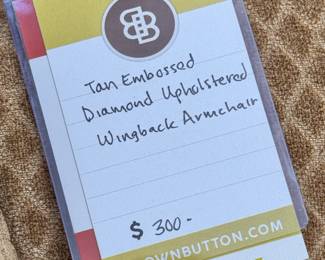 Tan Embossed
Diamond Upholstered
Wingback Armchair
$ 300-
OWNBUTTON.COM